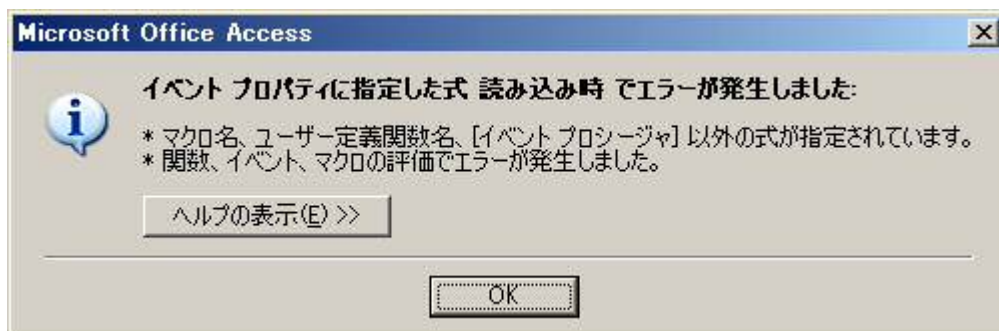 Microsoft Office Access
イベント プロパティに指定した式 読み込み時 でエラーが発生しました:
* マクロ名、ユーザー定義関数名、[イベント プロシージャ] 以外の式が指定されています。
* 関数、イベント、マクロの評価でエラーが発生しました。
ヘルプの表示(E) >>
OK